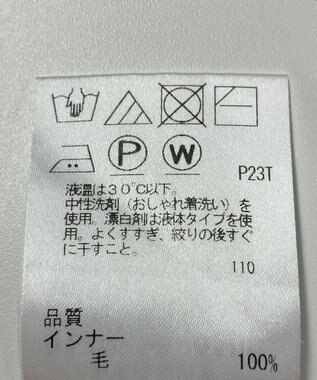 P W
P23T
液温は30℃以下。
中性洗剤（おしゃれ着洗い）を
使用。漂白剤は液体タイプを使
用。よくすすぎ、絞りの後すぐ
に干すこと。
110
品質
インナー
毛 100%